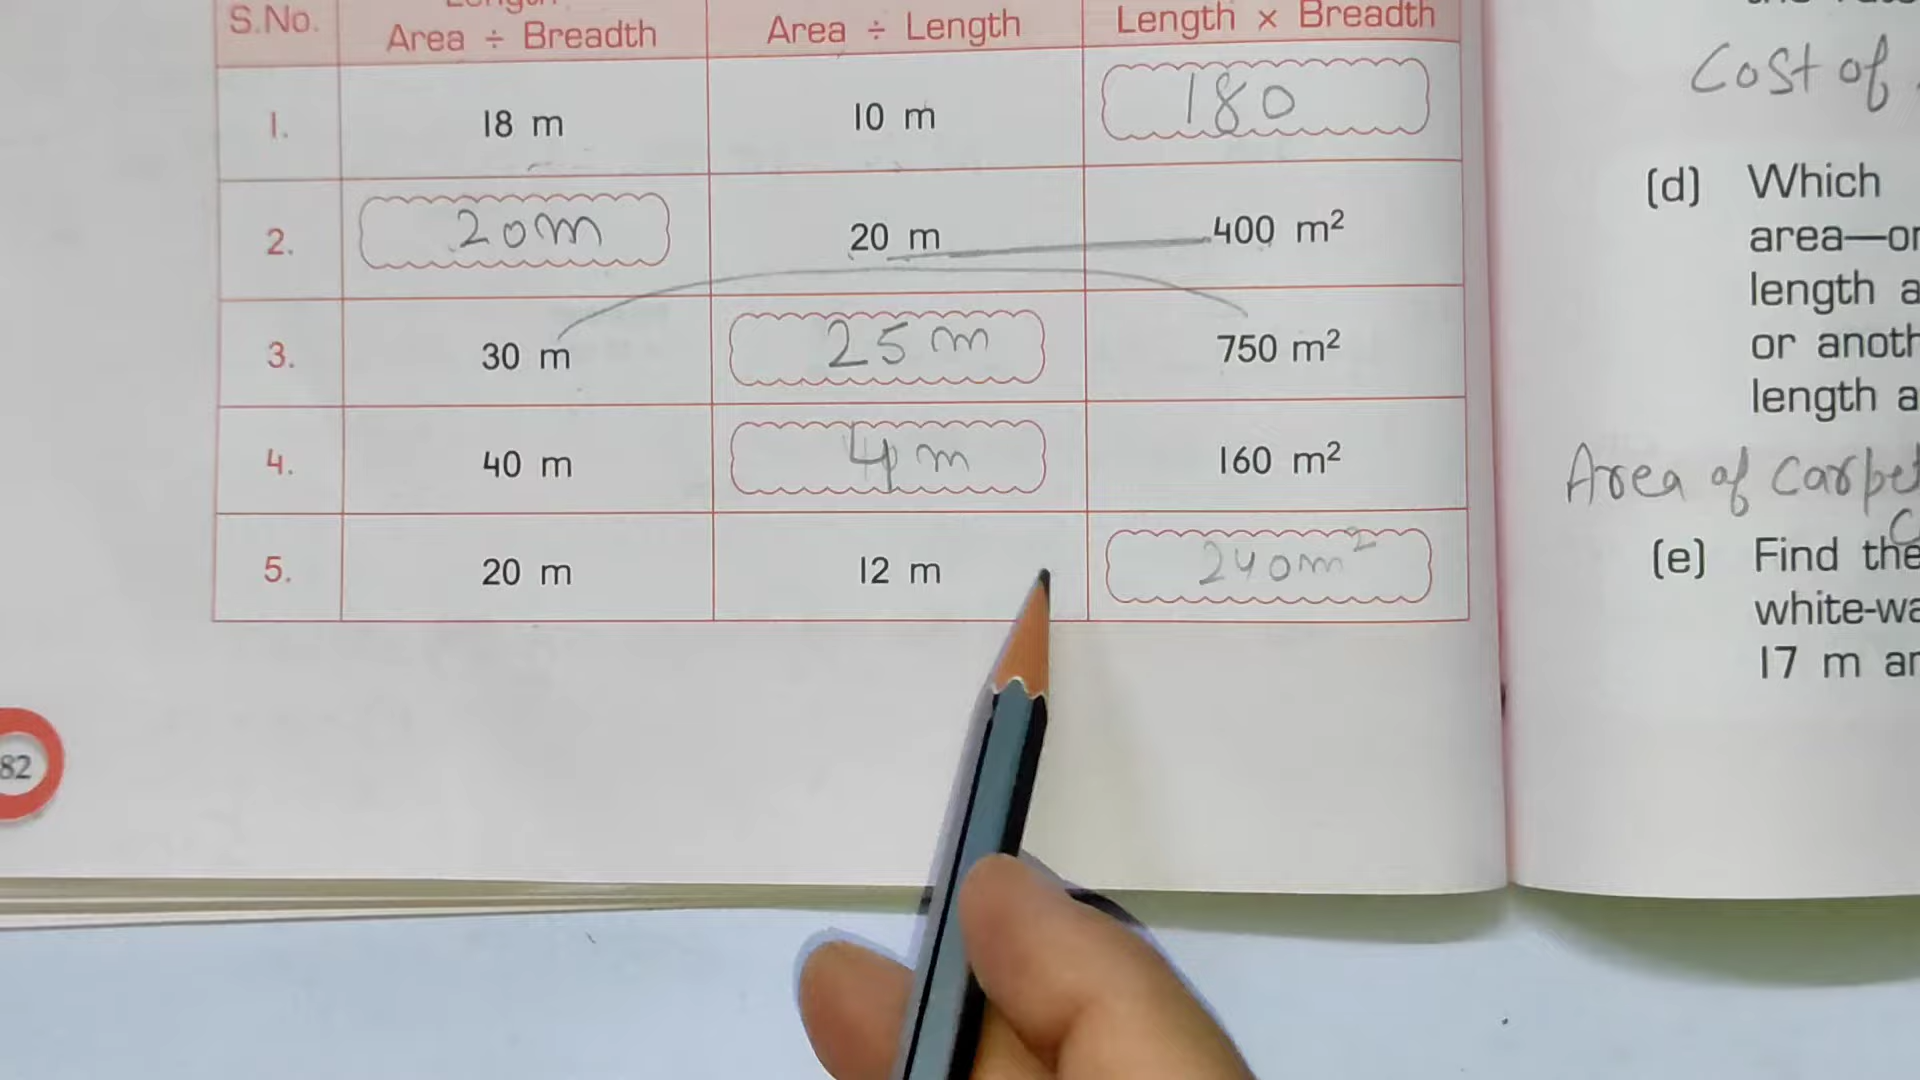 S.No. Area ÷ Breadth Area ÷ Length Length × Breadth
1. 18 m 10 m 180
2. 20m 20 m 400 m²
3. 30 m 25 m 750 m²
4. 40 m 4 m 160 m²
5. 20 m 12 m 240m²
82
Cost of
(d) Which
area—or
length a
or anoth
length a
Area of Carpet
(e) Find the
white-wa
17 m an